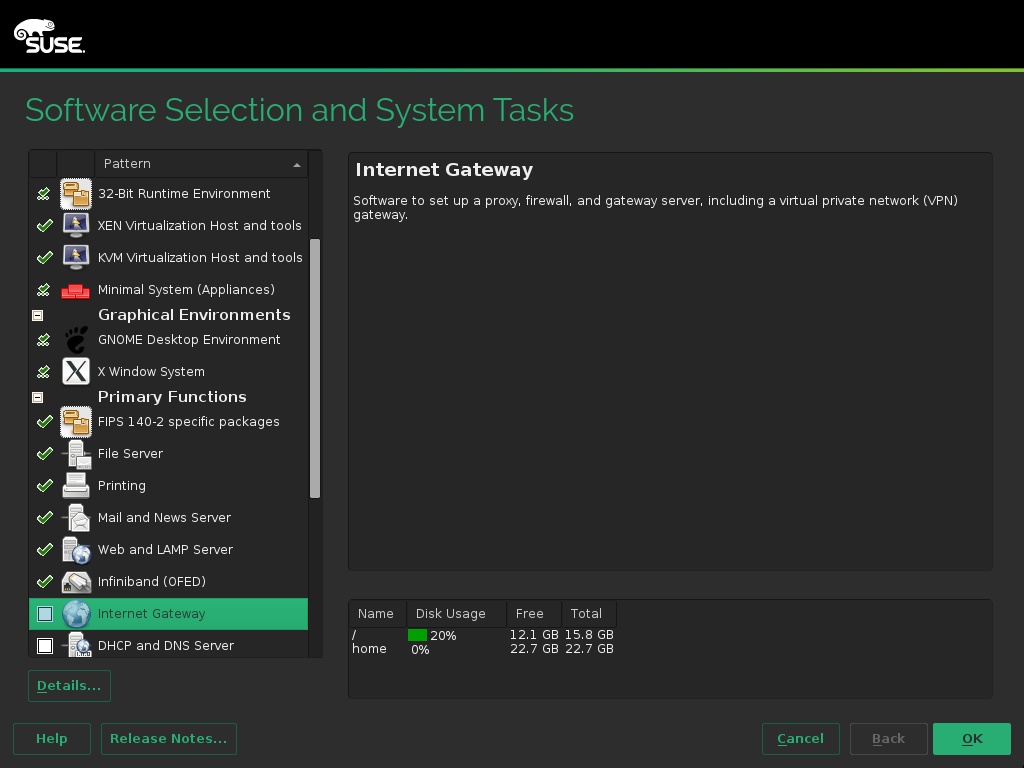 SUSE.
Software Selection and System Tasks
Pattern
32-Bit Runtime Environment
XEN Virtualization Host and tools
KVM Virtualization Host and tools
Minimal System (Appliances)
Graphical Environments
GNOME Desktop Environment
X Window System
Primary Functions
FIPS 140-2 specific packages
File Server
Printing
Mail and News Server
Web and LAMP Server
Infiniband (OFED)
Internet Gateway
DHCP and DNS Server
Details...
Internet Gateway
Software to set up a proxy, firewall, and gateway server, including a virtual private network (VPN)
gateway.
Name Disk Usage Free Total
/ 20% 12.1 GB 15.8 GB
home 0% 22.7 GB 22.7 GB
Help Release Notes... Cancel Back OK